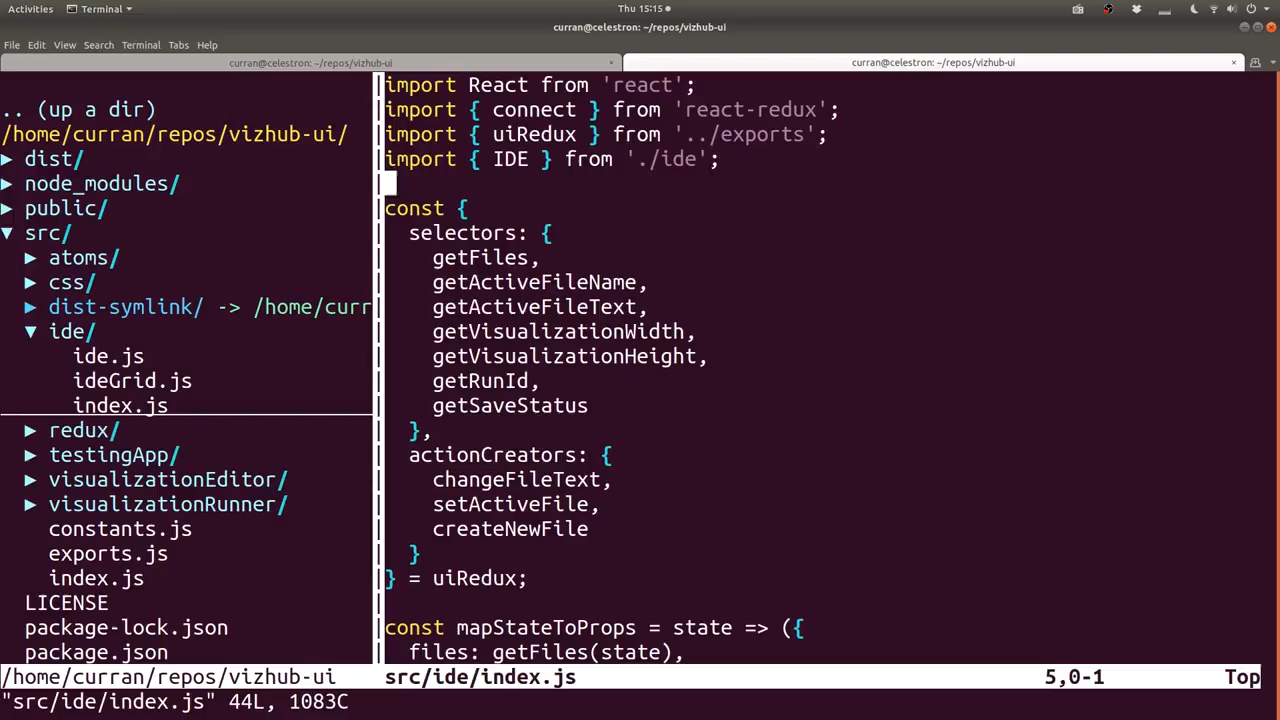 Activities Terminal Thu 15:15
curran@celestron: ~/repos/vizhub-ui
File Edit View Search Terminal Tabs Help
curran@celestron: ~/repos/vizhub-ui × curran@celestron: ~/repos/vizhub-ui ×
.. (up a dir)
/home/curran/repos/vizhub-ui/
▶ dist/
▶ node_modules/
▶ public/
▼ src/
▶ atoms/
▶ css/
▶ dist-symlink/ -> /home/curr
▼ ide/
ide.js
ideGrid.js
index.js
▶ redux/
▶ testingApp/
▶ visualizationEditor/
▶ visualizationRunner/
constants.js
exports.js
index.js
LICENSE
package-lock.json
package.json
/home/curran/repos/vizhub-ui
import React from 'react';
import { connect } from 'react-redux';
import { uiRedux } from '../exports';
import { IDE } from './ide';
const {
selectors: {
getFiles,
getActiveFileName,
getActiveFileText,
getVisualizationWidth,
getVisualizationHeight,
getRunId,
getSaveStatus
},
actionCreators: {
changeFileText,
setActiveFile,
createNewFile
}
} = uiRedux;
const mapStateToProps = state => ({
files: getFiles(state),
src/ide/index.js 5,0-1 Top
"src/ide/index.js" 44L, 1083C